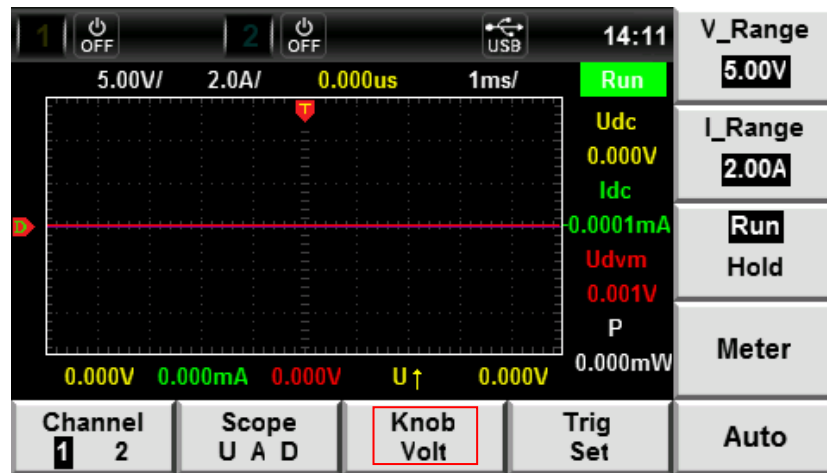 1 OFF 2 OFF USB 14:11
5.00V/ 2.0A/ 0.000us 1ms/ Run
T
Udc
0.000V
Idc
D
-0.0001mA
Udvm
0.001V
P
0.000mW
0.000V 0.000mA 0.000V U↑ 0.000V
V_Range
5.00V
I_Range
2.00A
Run
Hold
Meter
Auto
Channel
1 2
Scope
U A D
Knob
Volt
Trig
Set